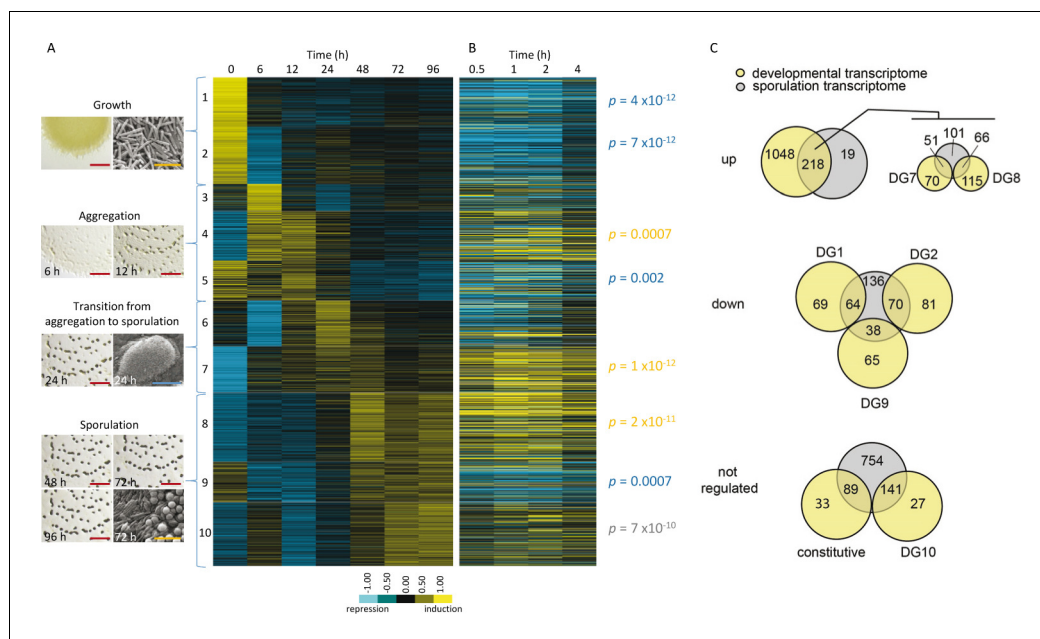 A
Time (h)
0 6 12 24 48 72 96
Growth
Aggregation
6 h
12 h
Transition from
aggregation to sporulation
24 h
24 h
Sporulation
48 h
72 h
96 h
72 h
1
2
3
4
5
6
7
8
9
10
-1.00 -0.50 0.00 0.50 1.00
repression induction
B
Time (h)
0.5 1 2 4
p = 4 x10⁻¹²
p = 7 x10⁻¹²
p = 0.0007
p = 0.002
p = 1 x10⁻¹²
p = 2 x10⁻¹¹
p = 0.0007
p = 7 x10⁻¹⁰
C
developmental transcriptome
sporulation transcriptome
up
1048 218 19
51 101 66
DG7 70 115 DG8
down
DG1 DG2
136
69 64 70 81
38
65
DG9
not
regulated
754
33 89 141 27
constitutive DG10